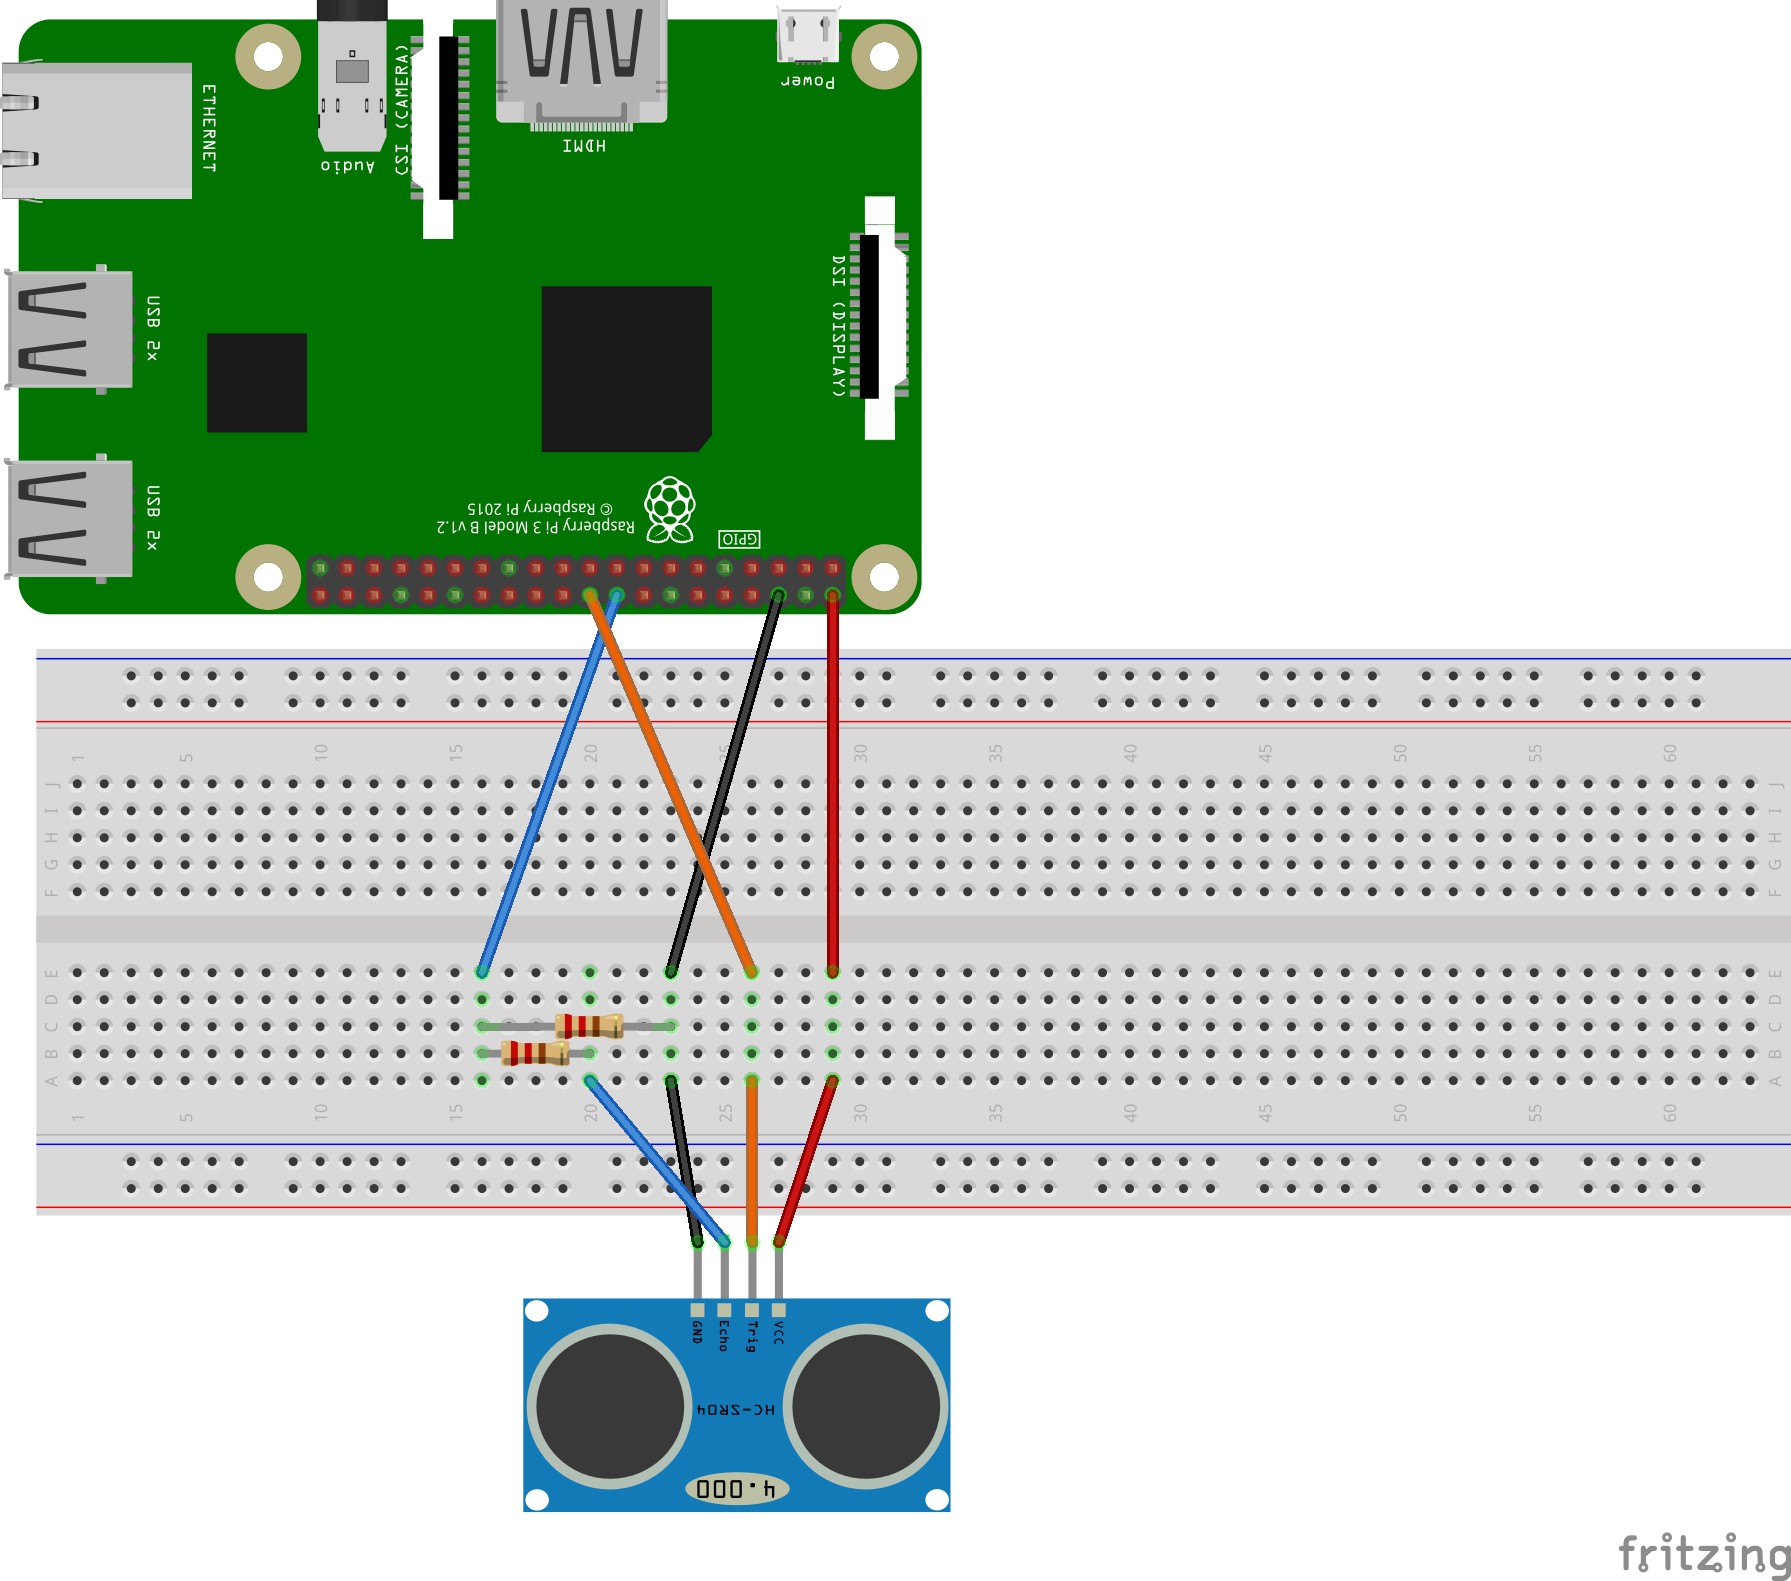 ETHERNET
Audio
CSI (CAMERA)
HDMI
Power
USB 2x
DSI (DISPLAY)
USB 2x
© Raspberry Pi 2015
Raspberry Pi 3 Model B v1.2
GPIO
1 5 10 15 20 25 30 35 40 45 50 55 60
J J
I I
H H
G G
F F
E E
D D
C C
B B
A A
1 5 10 15 20 25 30 35 40 45 50 55 60
GND Echo Trig VCC
HC-SR04
4.000
fritzing